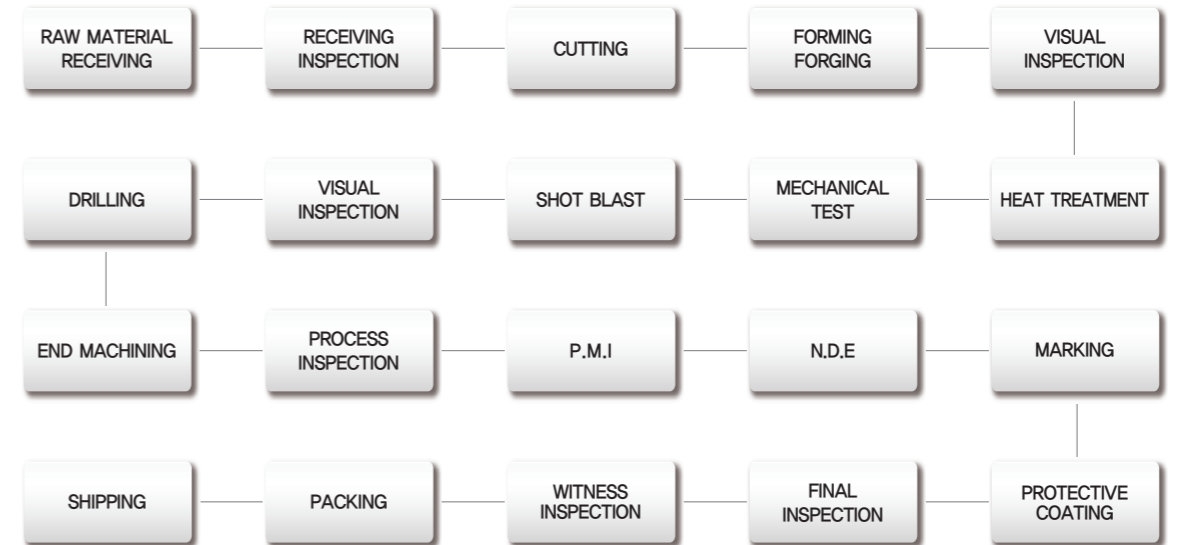 RAW MATERIAL
RECEIVING
RECEIVING
INSPECTION
CUTTING
FORMING
FORGING
VISUAL
INSPECTION
DRILLING
VISUAL
INSPECTION
SHOT BLAST
MECHANICAL
TEST
HEAT TREATMENT
END MACHINING
PROCESS
INSPECTION
P.M.I
N.D.E
MARKING
SHIPPING
PACKING
WITNESS
INSPECTION
FINAL
INSPECTION
PROTECTIVE
COATING